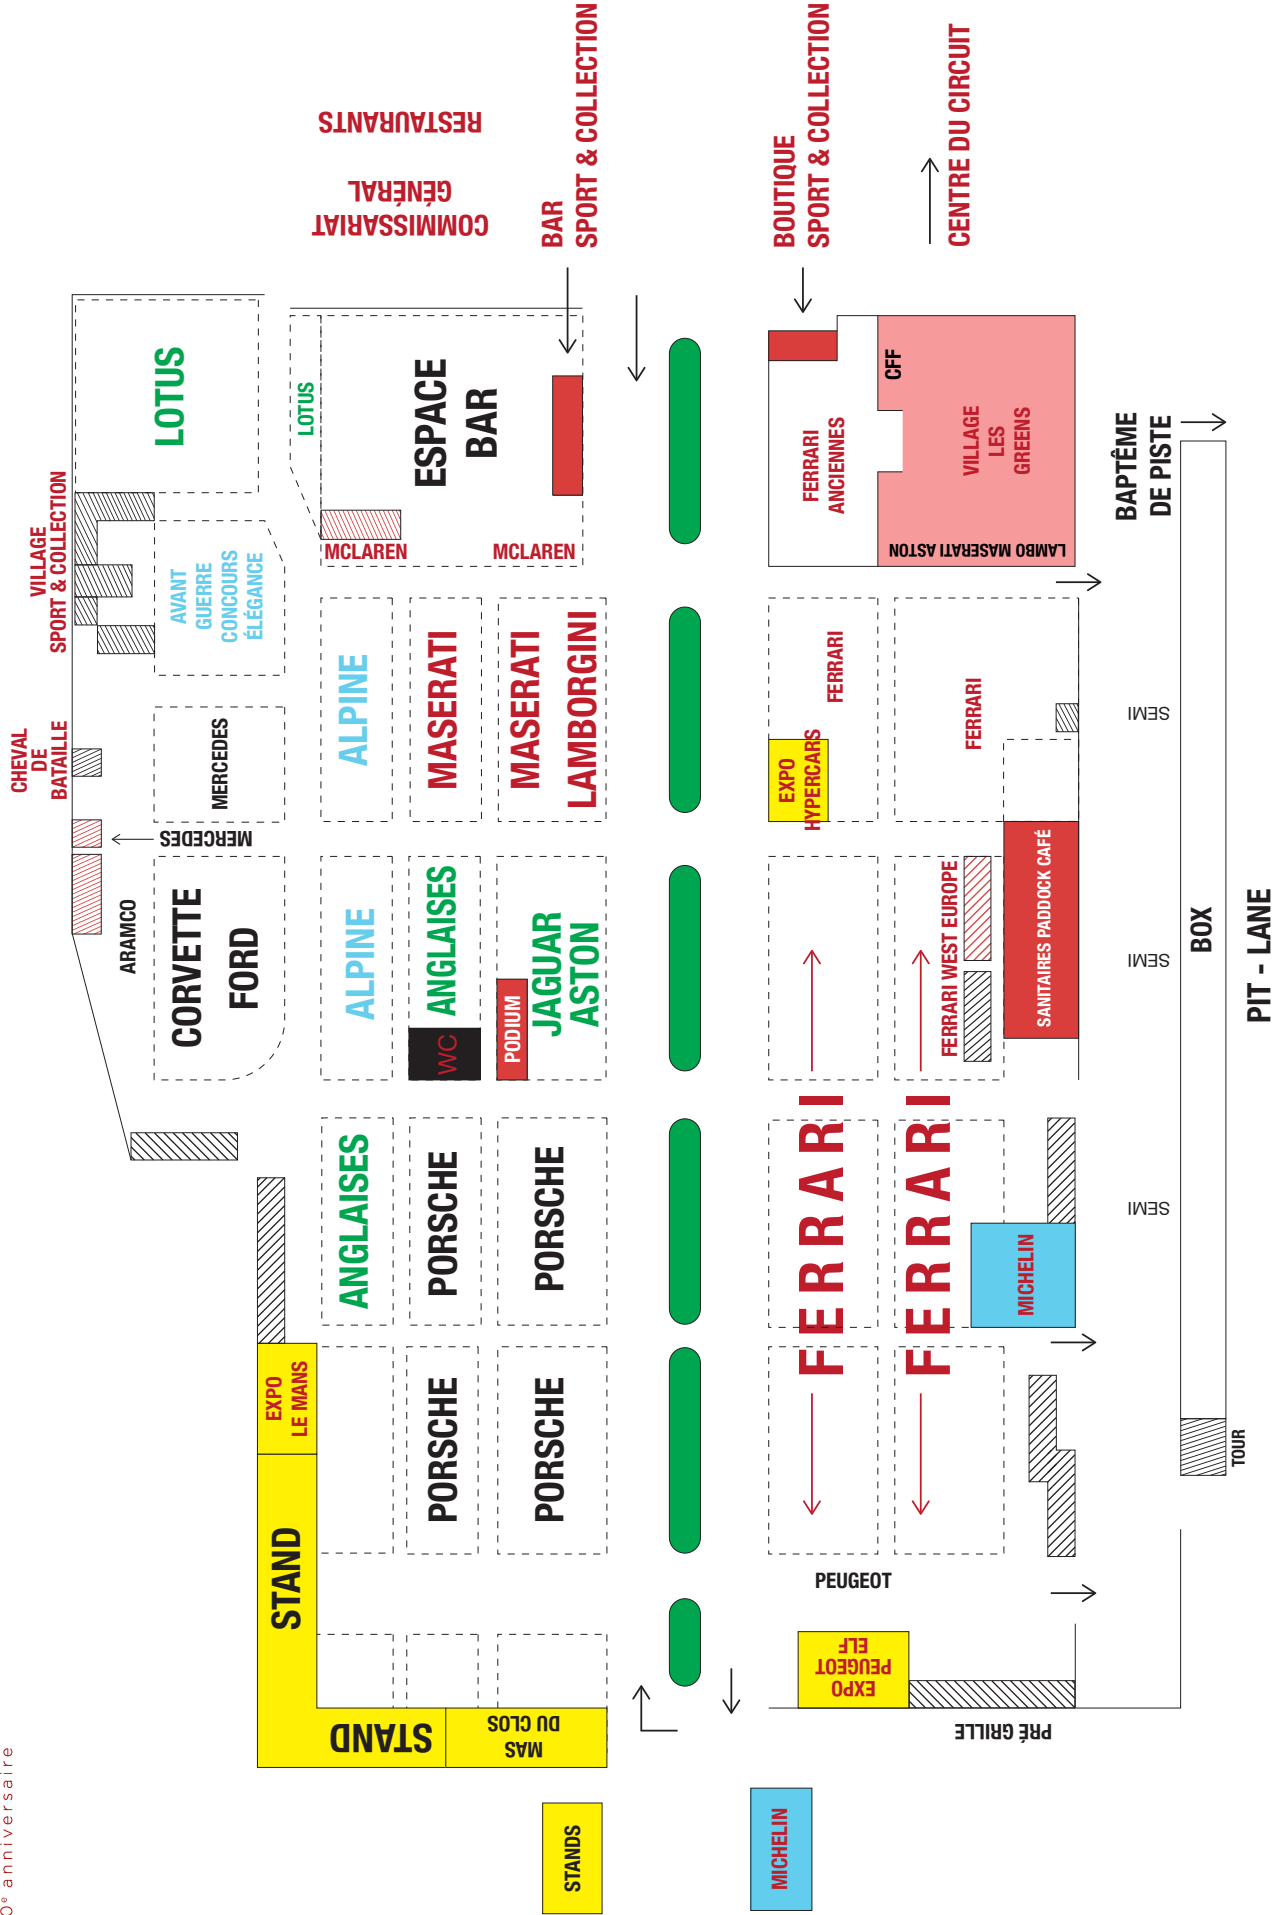 RESTAURANTS
COMMISSARIAT
GÉNÉRAL
BAR
SPORT & COLLECTION
BOUTIQUE
SPORT & COLLECTION
CENTRE DU CIRCUIT
LOTUS
LOTUS
ESPACE
BAR
MCLAREN
MCLAREN
FERRARI
ANCIENNES
CFF
VILLAGE
LES
GREENS
LAMBO MASERATI ASTON
BAPTÊME
DE PISTE
VILLAGE
SPORT & COLLECTION
AVANT
GUERRE
CONCOURS
ÉLÉGANCE
CHEVAL
DE
BATAILLE
MERCEDES
MERCEDES
ALPINE
MASERATI
MASERATI
LAMBORGINI
EXPO
HYPERCARS
FERRARI
FERRARI
SEMI
ARAMCO
CORVETTE
FORD
ALPINE
ANGLAISES
WC
PODIUM
JAGUAR
ASTON
FERRARI WEST EUROPE
SANITAIRES PADDOCK CAFÉ
SEMI
BOX
PIT - LANE
ANGLAISES
PORSCHE
PORSCHE
FERRARI
FERRARI
MICHELIN
SEMI
EXPO
LE MANS
PORSCHE
PORSCHE
TOUR
STAND
PEUGEOT
EXPO
PEUGEOT
ELF
PRÉ GRILLE
STAND
MAS
DU CLOS
STANDS
MICHELIN
e anniversaire